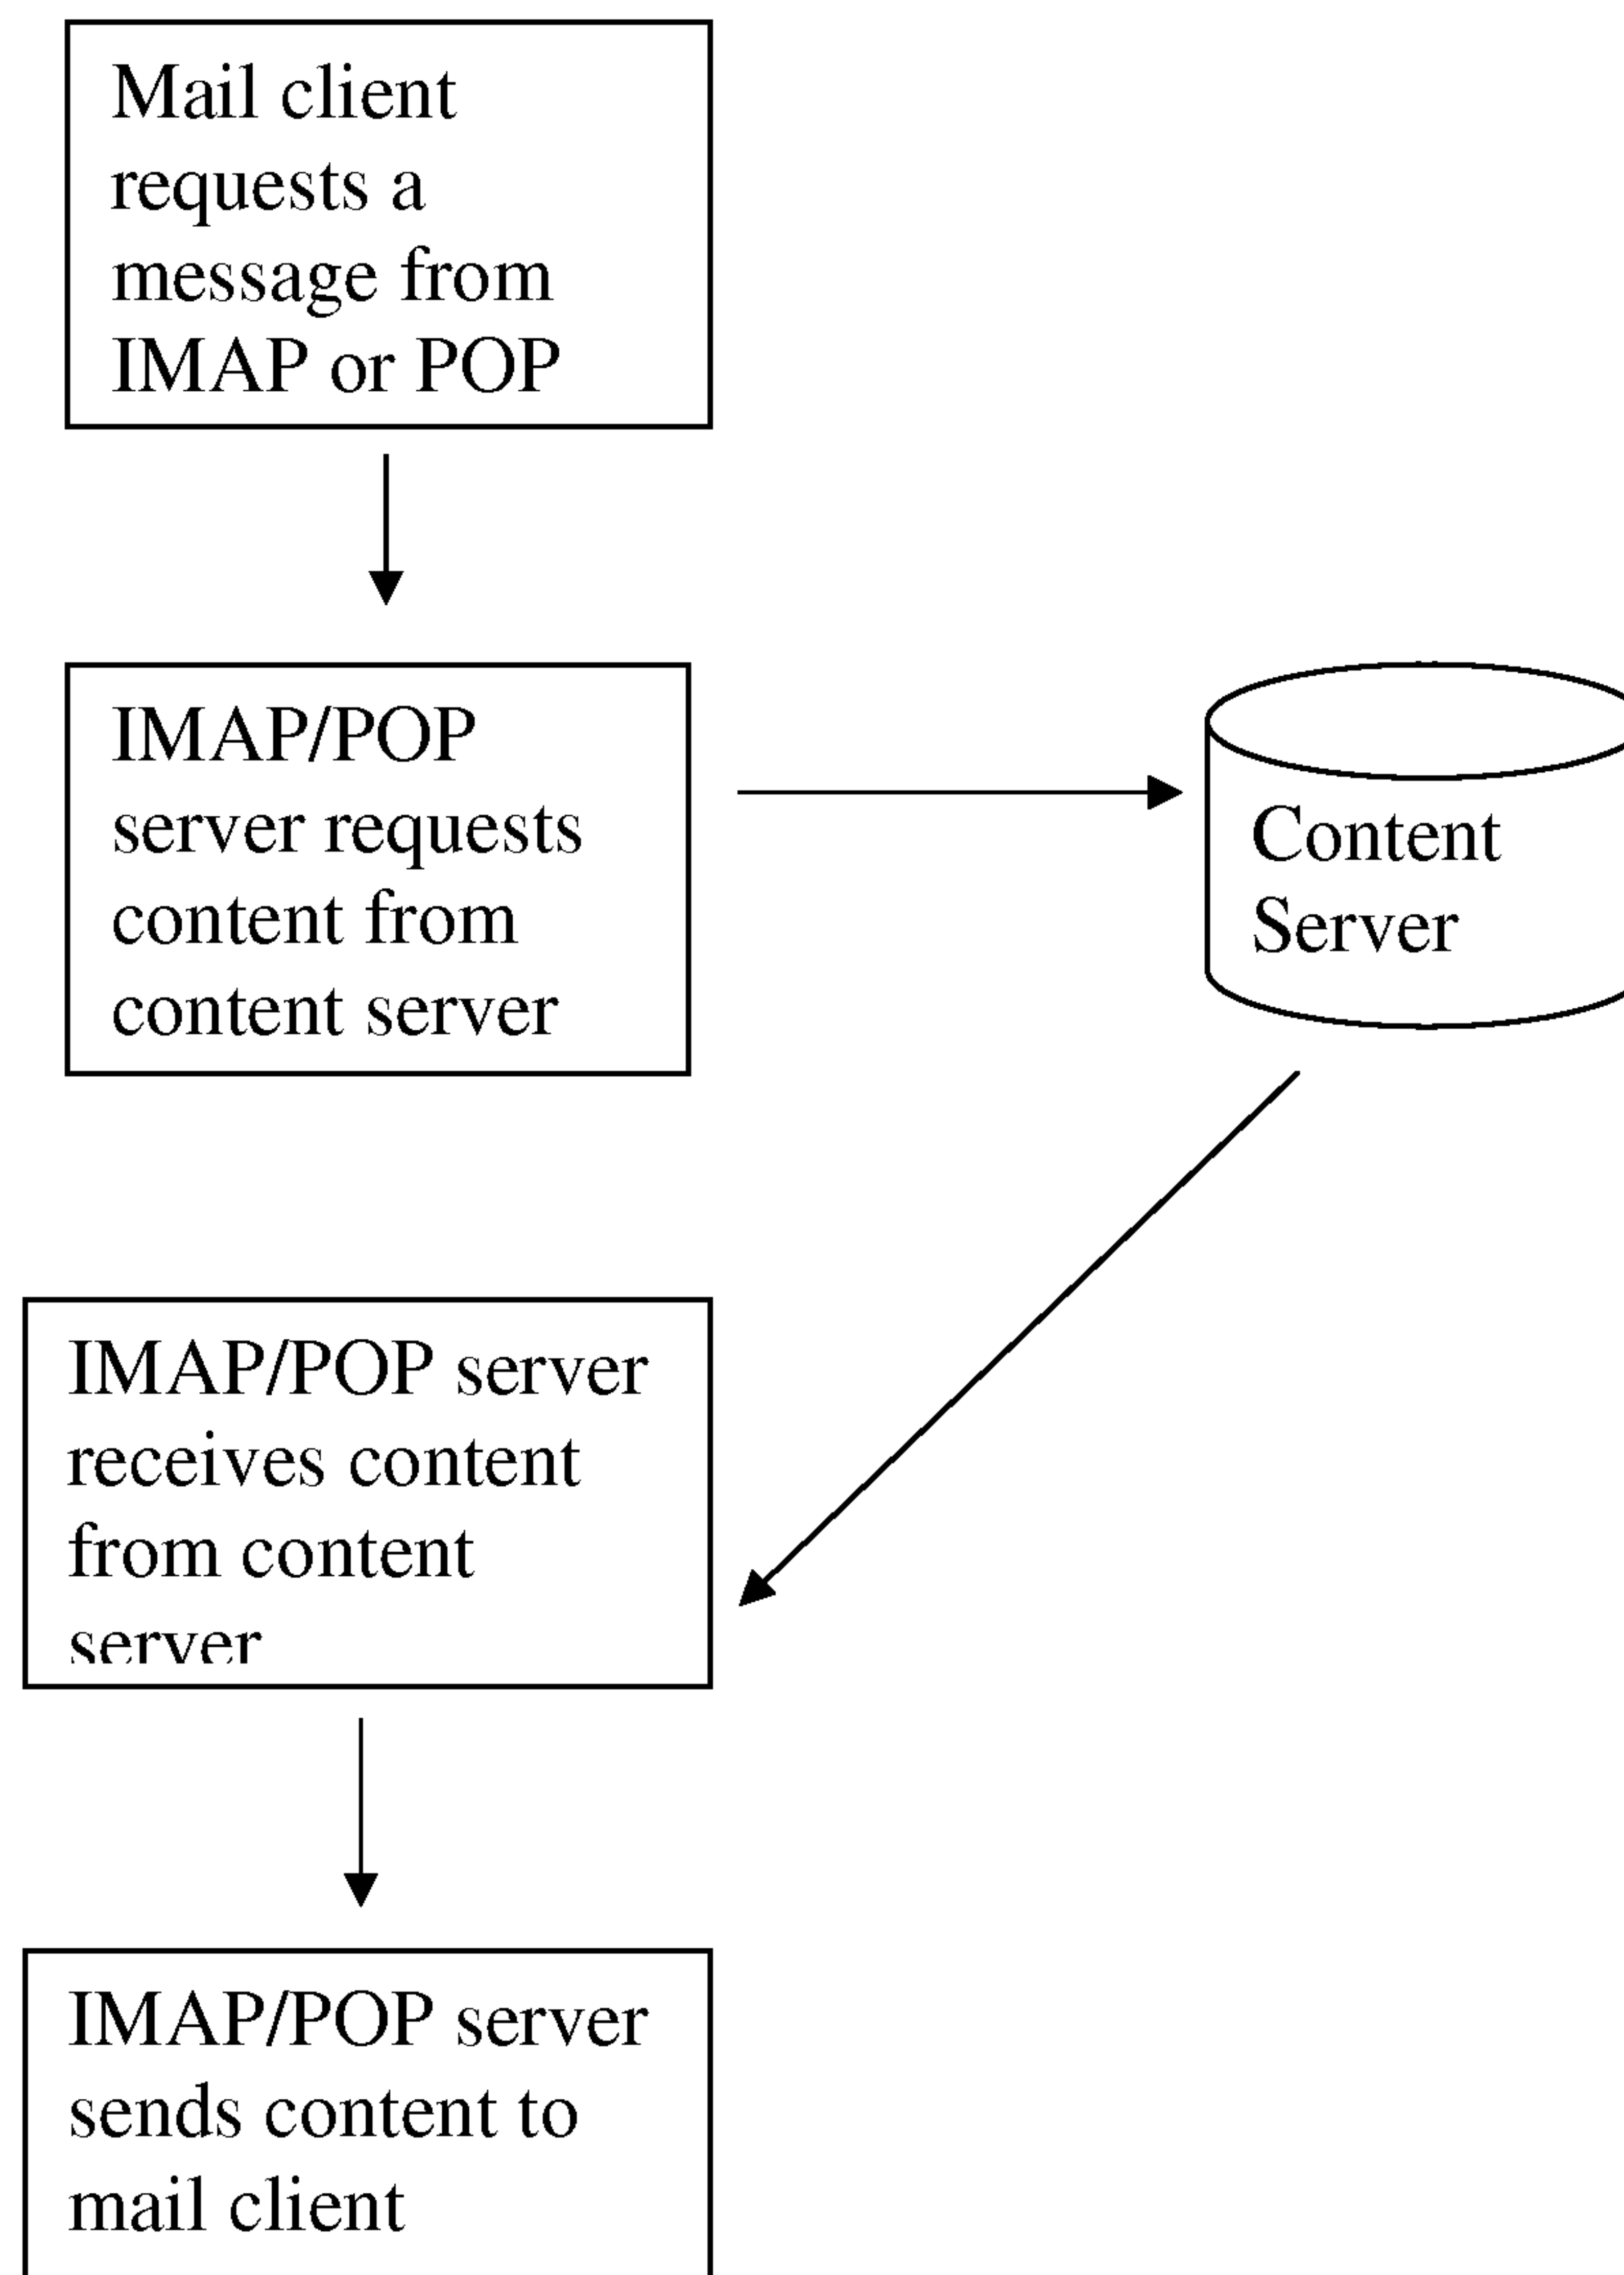 Mail client
requests a
message from
IMAP or POP
IMAP/POP
server requests
content from
content server
Content
Server
IMAP/POP server
receives content
from content
server
IMAP/POP server
sends content to
mail client